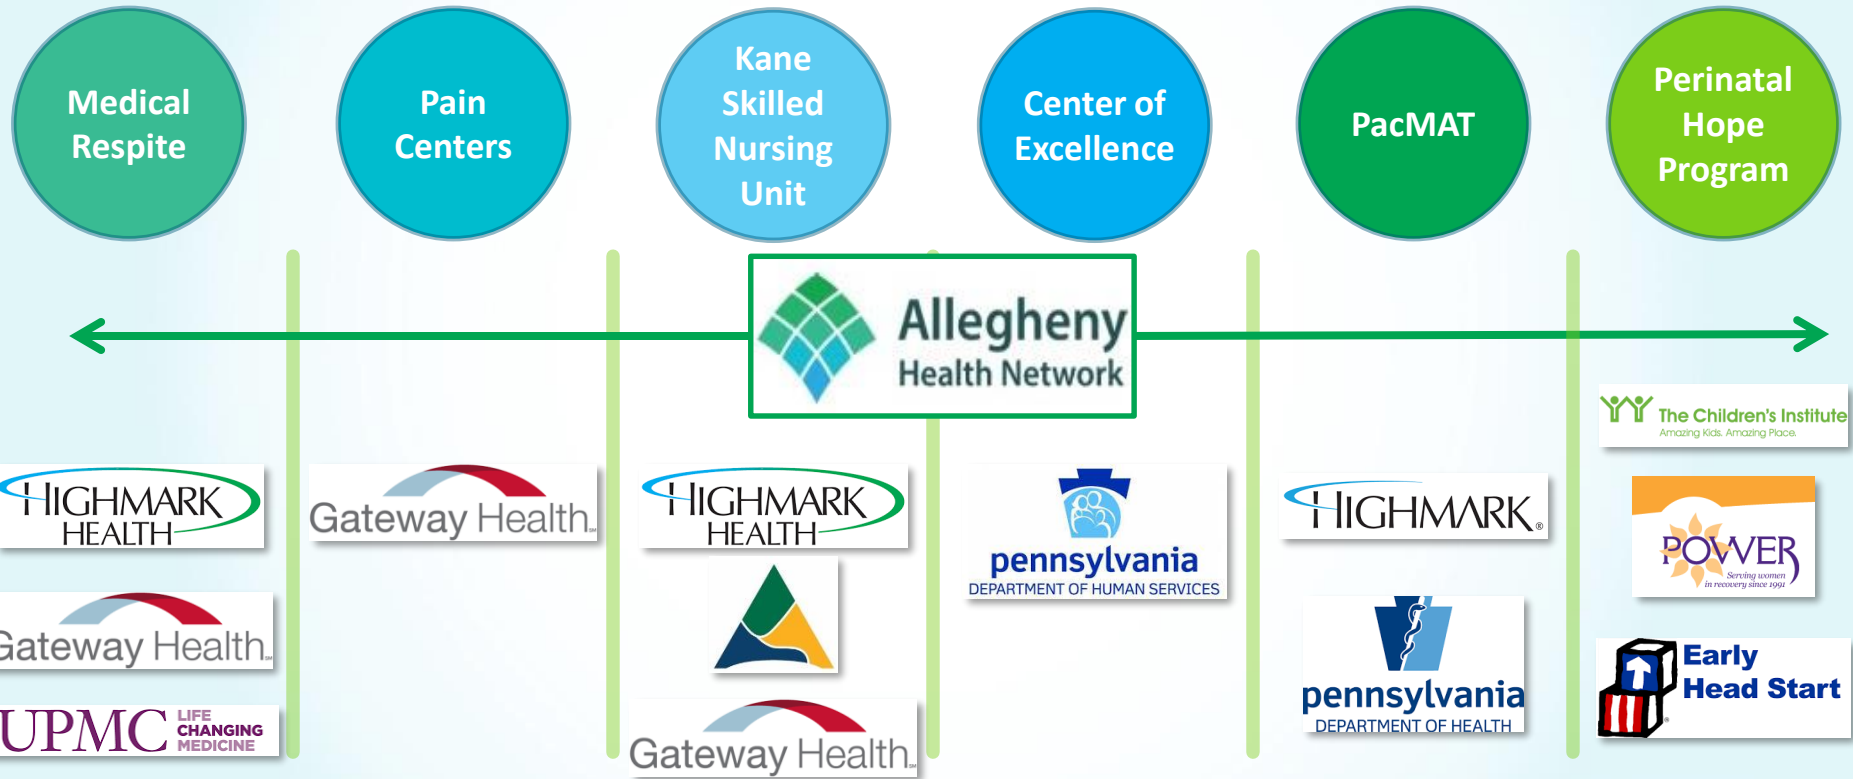 Medical
Respite
Pain
Centers
Kane
Skilled
Nursing
Unit
Center of
Excellence
PacMAT
Perinatal
Hope
Program
Allegheny
Health Network
HIGHMARK
HEALTH
Gateway Health SM
UPMC LIFE
CHANGING
MEDICINE
Gateway Health SM
HIGHMARK
HEALTH
Gateway Health SM
pennsylvania
DEPARTMENT OF HUMAN SERVICES
HIGHMARK®
pennsylvania
DEPARTMENT OF HEALTH
The Children's Institute
Amazing Kids. Amazing Place.
POWER
Serving women
in recovery since 1991
Early
Head Start
®